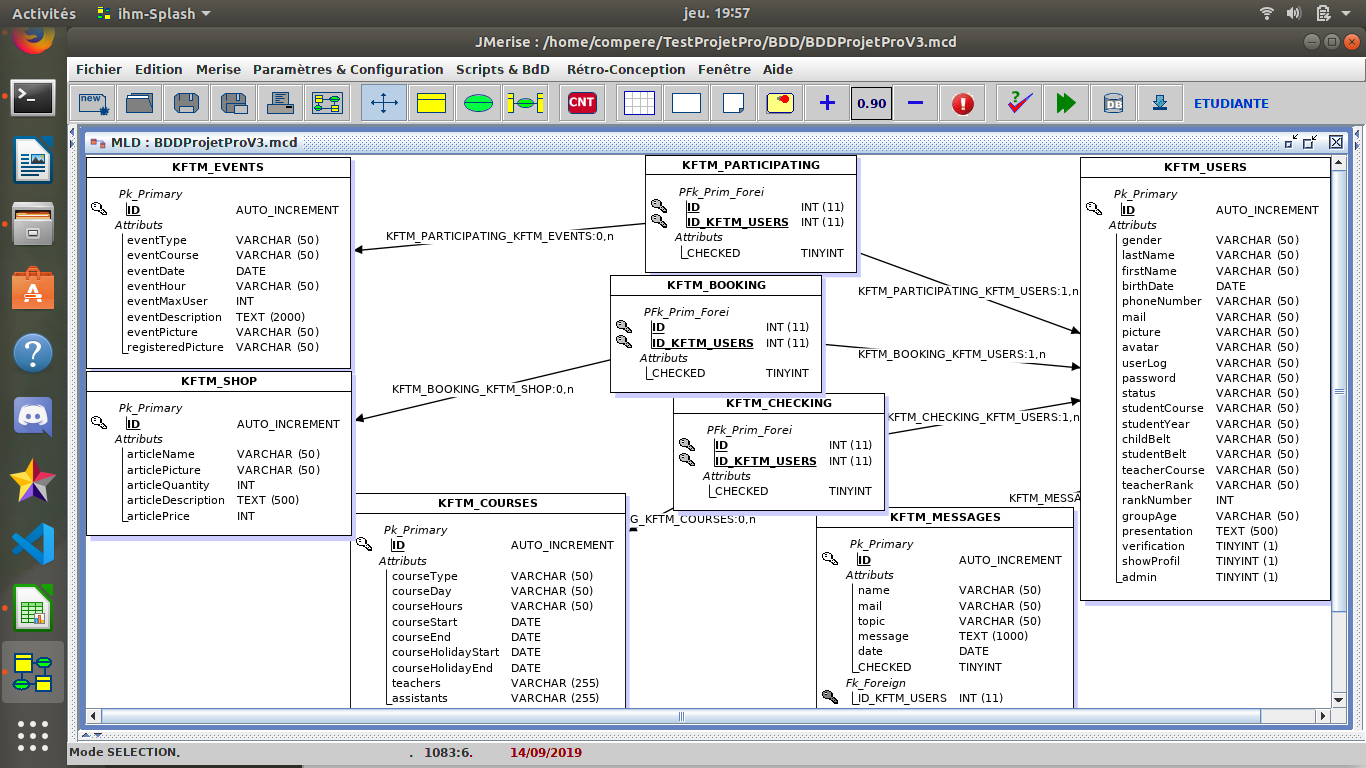 Activités ihm-Splash jeu. 19:57
JMerise : /home/compere/TestProjetPro/BDD/BDDProjetProV3.mcd
Fichier Edition Merise Paramètres & Configuration Scripts & BdD Rétro-Conception Fenêtre Aide
new CNT 0.90 DB ETUDIANTE
MLD : BDDProjetProV3.mcd
KFTM_EVENTS
Pk_Primary
ID AUTO_INCREMENT
Attributs
eventType VARCHAR (50)
eventCourse VARCHAR (50)
eventDate DATE
eventHour VARCHAR (50)
eventMaxUser INT
eventDescription TEXT (2000)
eventPicture VARCHAR (50)
registeredPicture VARCHAR (50)
KFTM_SHOP
Pk_Primary
ID AUTO_INCREMENT
Attributs
articleName VARCHAR (50)
articlePicture VARCHAR (50)
articleQuantity INT
articleDescription TEXT (500)
articlePrice INT
KFTM_PARTICIPATING_KFTM_EVENTS:0,n
KFTM_BOOKING_KFTM_SHOP:0,n
KFTM_PARTICIPATING
PFk_Prim_Forei
ID INT (11)
ID_KFTM_USERS INT (11)
Attributs
CHECKED TINYINT
KFTM_BOOKING
PFk_Prim_Forei
ID INT (11)
ID_KFTM_USERS INT (11)
Attributs
CHECKED TINYINT
KFTM_CHECKING
PFk_Prim_Forei
ID INT (11)
ID_KFTM_USERS INT (11)
Attributs
CHECKED TINYINT
KFTM_PARTICIPATING_KFTM_USERS:1,n
KFTM_BOOKING_KFTM_USERS:1,n
KFTM_CHECKING_KFTM_USERS:1,n
KFTM_MESSA
G_KFTM_COURSES:0,n
KFTM_COURSES
Pk_Primary
ID AUTO_INCREMENT
Attributs
courseType VARCHAR (50)
courseDay VARCHAR (50)
courseHours VARCHAR (50)
courseStart DATE
courseEnd DATE
courseHolidayStart DATE
courseHolidayEnd DATE
teachers VARCHAR (255)
assistants VARCHAR (255)
KFTM_MESSAGES
Pk_Primary
ID AUTO_INCREMENT
Attributs
name VARCHAR (50)
mail VARCHAR (50)
topic VARCHAR (50)
message TEXT (1000)
date DATE
CHECKED TINYINT
Fk_Foreign
ID_KFTM_USERS INT (11)
KFTM_USERS
Pk_Primary
ID AUTO_INCREMENT
Attributs
gender VARCHAR (50)
lastName VARCHAR (50)
firstName VARCHAR (50)
birthDate DATE
phoneNumber VARCHAR (50)
mail VARCHAR (50)
picture VARCHAR (50)
avatar VARCHAR (50)
userLog VARCHAR (50)
password VARCHAR (50)
status VARCHAR (50)
studentCourse VARCHAR (50)
studentYear VARCHAR (50)
childBelt VARCHAR (50)
studentBelt VARCHAR (50)
teacherCourse VARCHAR (50)
teacherRank VARCHAR (50)
rankNumber INT
groupAge VARCHAR (50)
presentation TEXT (500)
verification TINYINT (1)
showProfil TINYINT (1)
admin TINYINT (1)
Mode SELECTION. . 1083:6. 14/09/2019